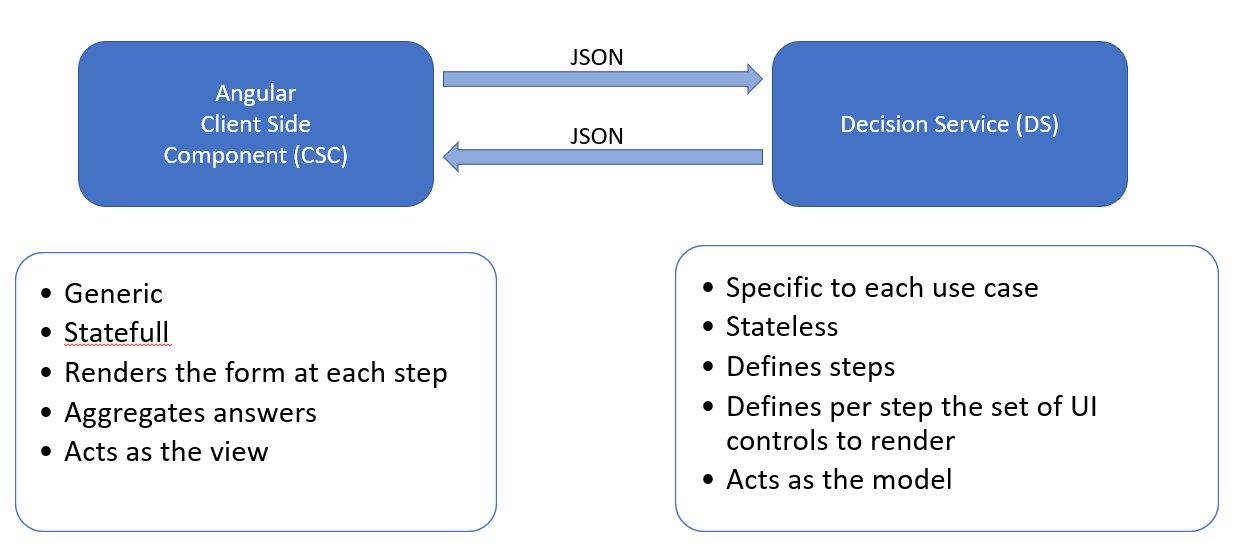 Angular
Client Side
Component (CSC)
JSON
JSON
Decision Service (DS)
• Generic
• Statefull
• Renders the form at each step
• Aggregates answers
• Acts as the view
• Specific to each use case
• Stateless
• Defines steps
• Defines per step the set of UI
controls to render
• Acts as the model